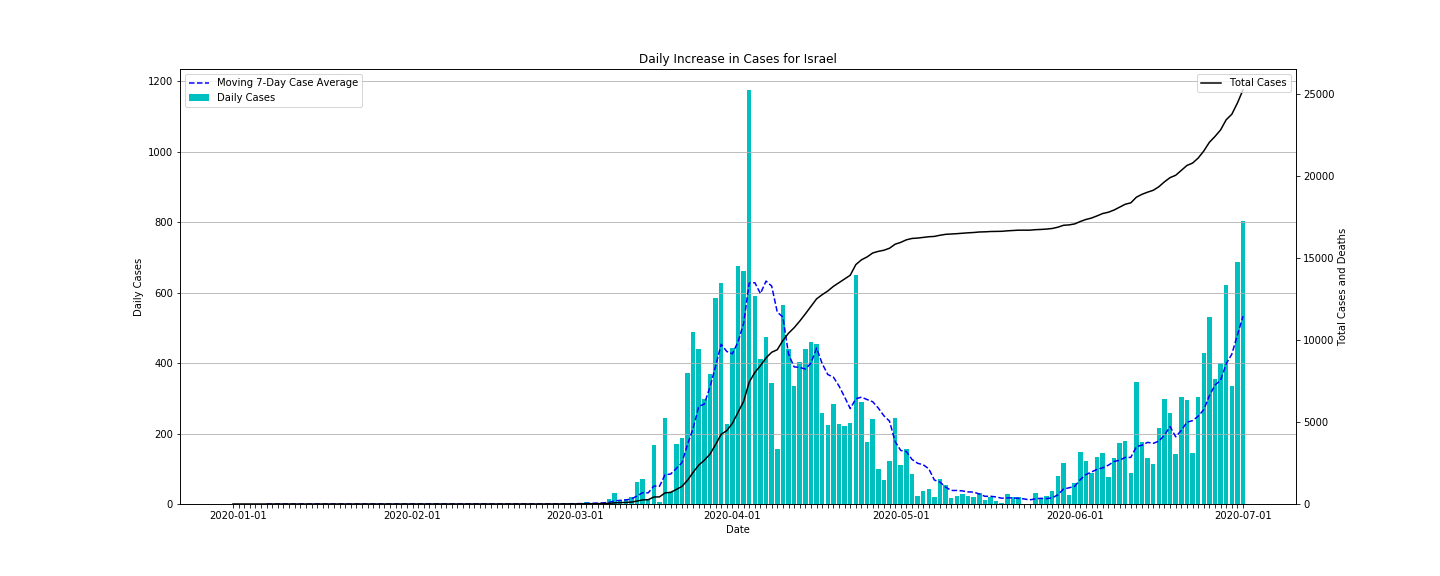 Daily Increase in Cases for Israel
Moving 7-Day Case Average
Daily Cases
Total Cases
1200
1000
800
600
400
200
0
Daily Cases
25000
20000
15000
10000
5000
0
Total Cases and Deaths
2020-01-01
2020-02-01
2020-03-01
2020-04-01
2020-05-01
2020-06-01
2020-07-01
Date